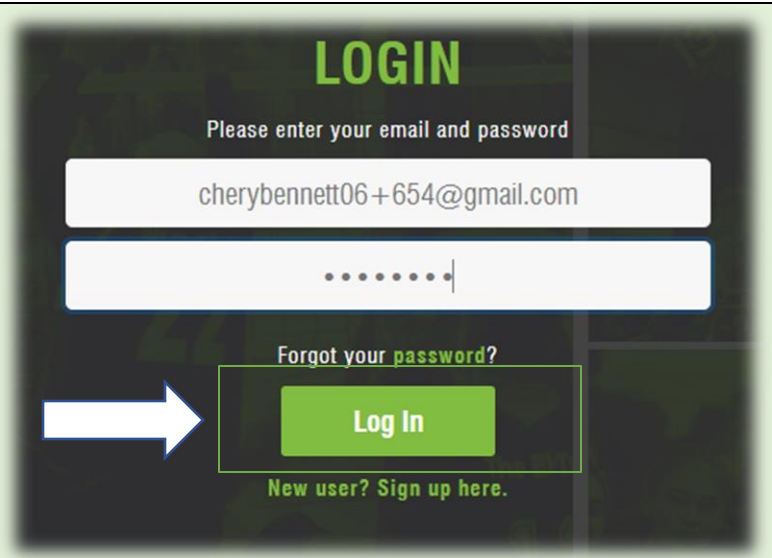 LOGIN
Please enter your email and password
cherybennett06+654@gmail.com
••••••••
Forgot your password?
Log In
New user? Sign up here.